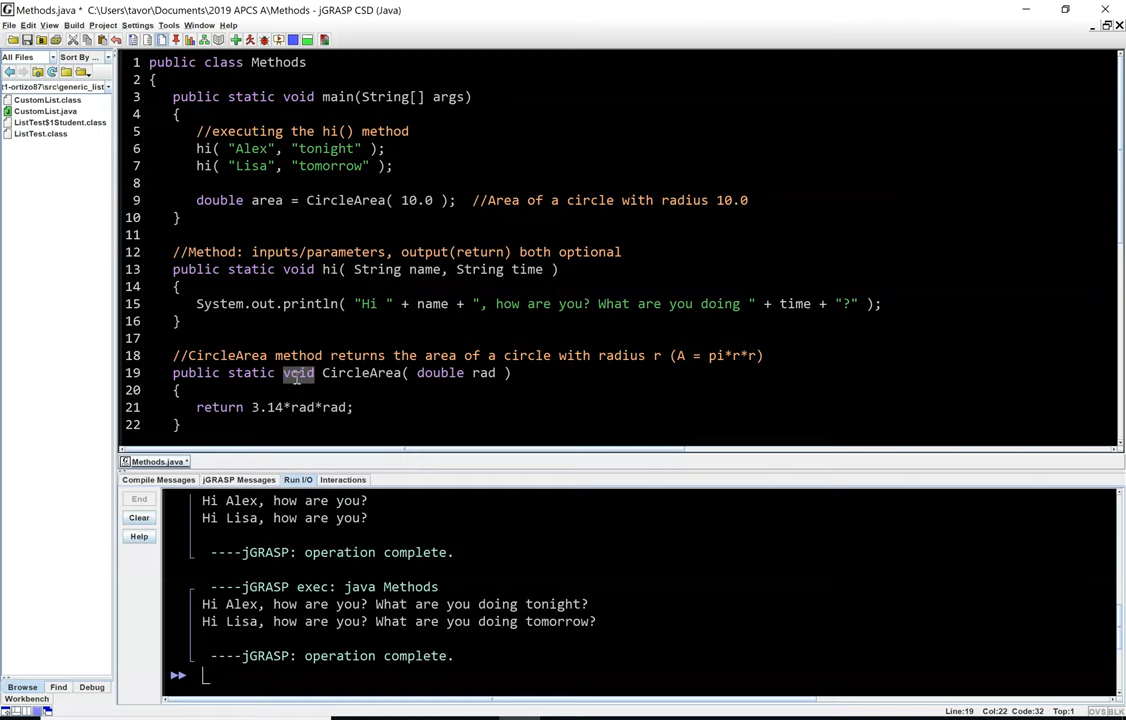 Methods.java * C:\Users\tavor\Documents\2019 APCS A\Methods - jGRASP CSD (Java)
File Edit View Build Project Settings Tools Window Help
All Files Sort By ...
t1-ortizo87\src\generic_list
CustomList.class
CustomList.java
ListTest$1Student.class
ListTest.class
1 public class Methods
2 {
3 public static void main(String[] args)
4 {
5 //executing the hi() method
6 hi( "Alex", "tonight" );
7 hi( "Lisa", "tomorrow" );
8
9 double area = CircleArea( 10.0 ); //Area of a circle with radius 10.0
10 }
11
12 //Method: inputs/parameters, output(return) both optional
13 public static void hi( String name, String time )
14 {
15 System.out.println( "Hi " + name + ", how are you? What are you doing " + time + "?" );
16 }
17
18 //CircleArea method returns the area of a circle with radius r (A = pi*r*r)
19 public static void CircleArea( double rad )
20 {
21 return 3.14*rad*rad;
22 }
Methods.java *
Compile Messages jGRASP Messages Run I/O Interactions
End
Clear
Help
Hi Alex, how are you?
Hi Lisa, how are you?
----jGRASP: operation complete.
----jGRASP exec: java Methods
Hi Alex, how are you? What are you doing tonight?
Hi Lisa, how are you? What are you doing tomorrow?
----jGRASP: operation complete.
Browse Find Debug
Workbench
Line:19 Col:22 Code:32 Top:1 OVS BLK